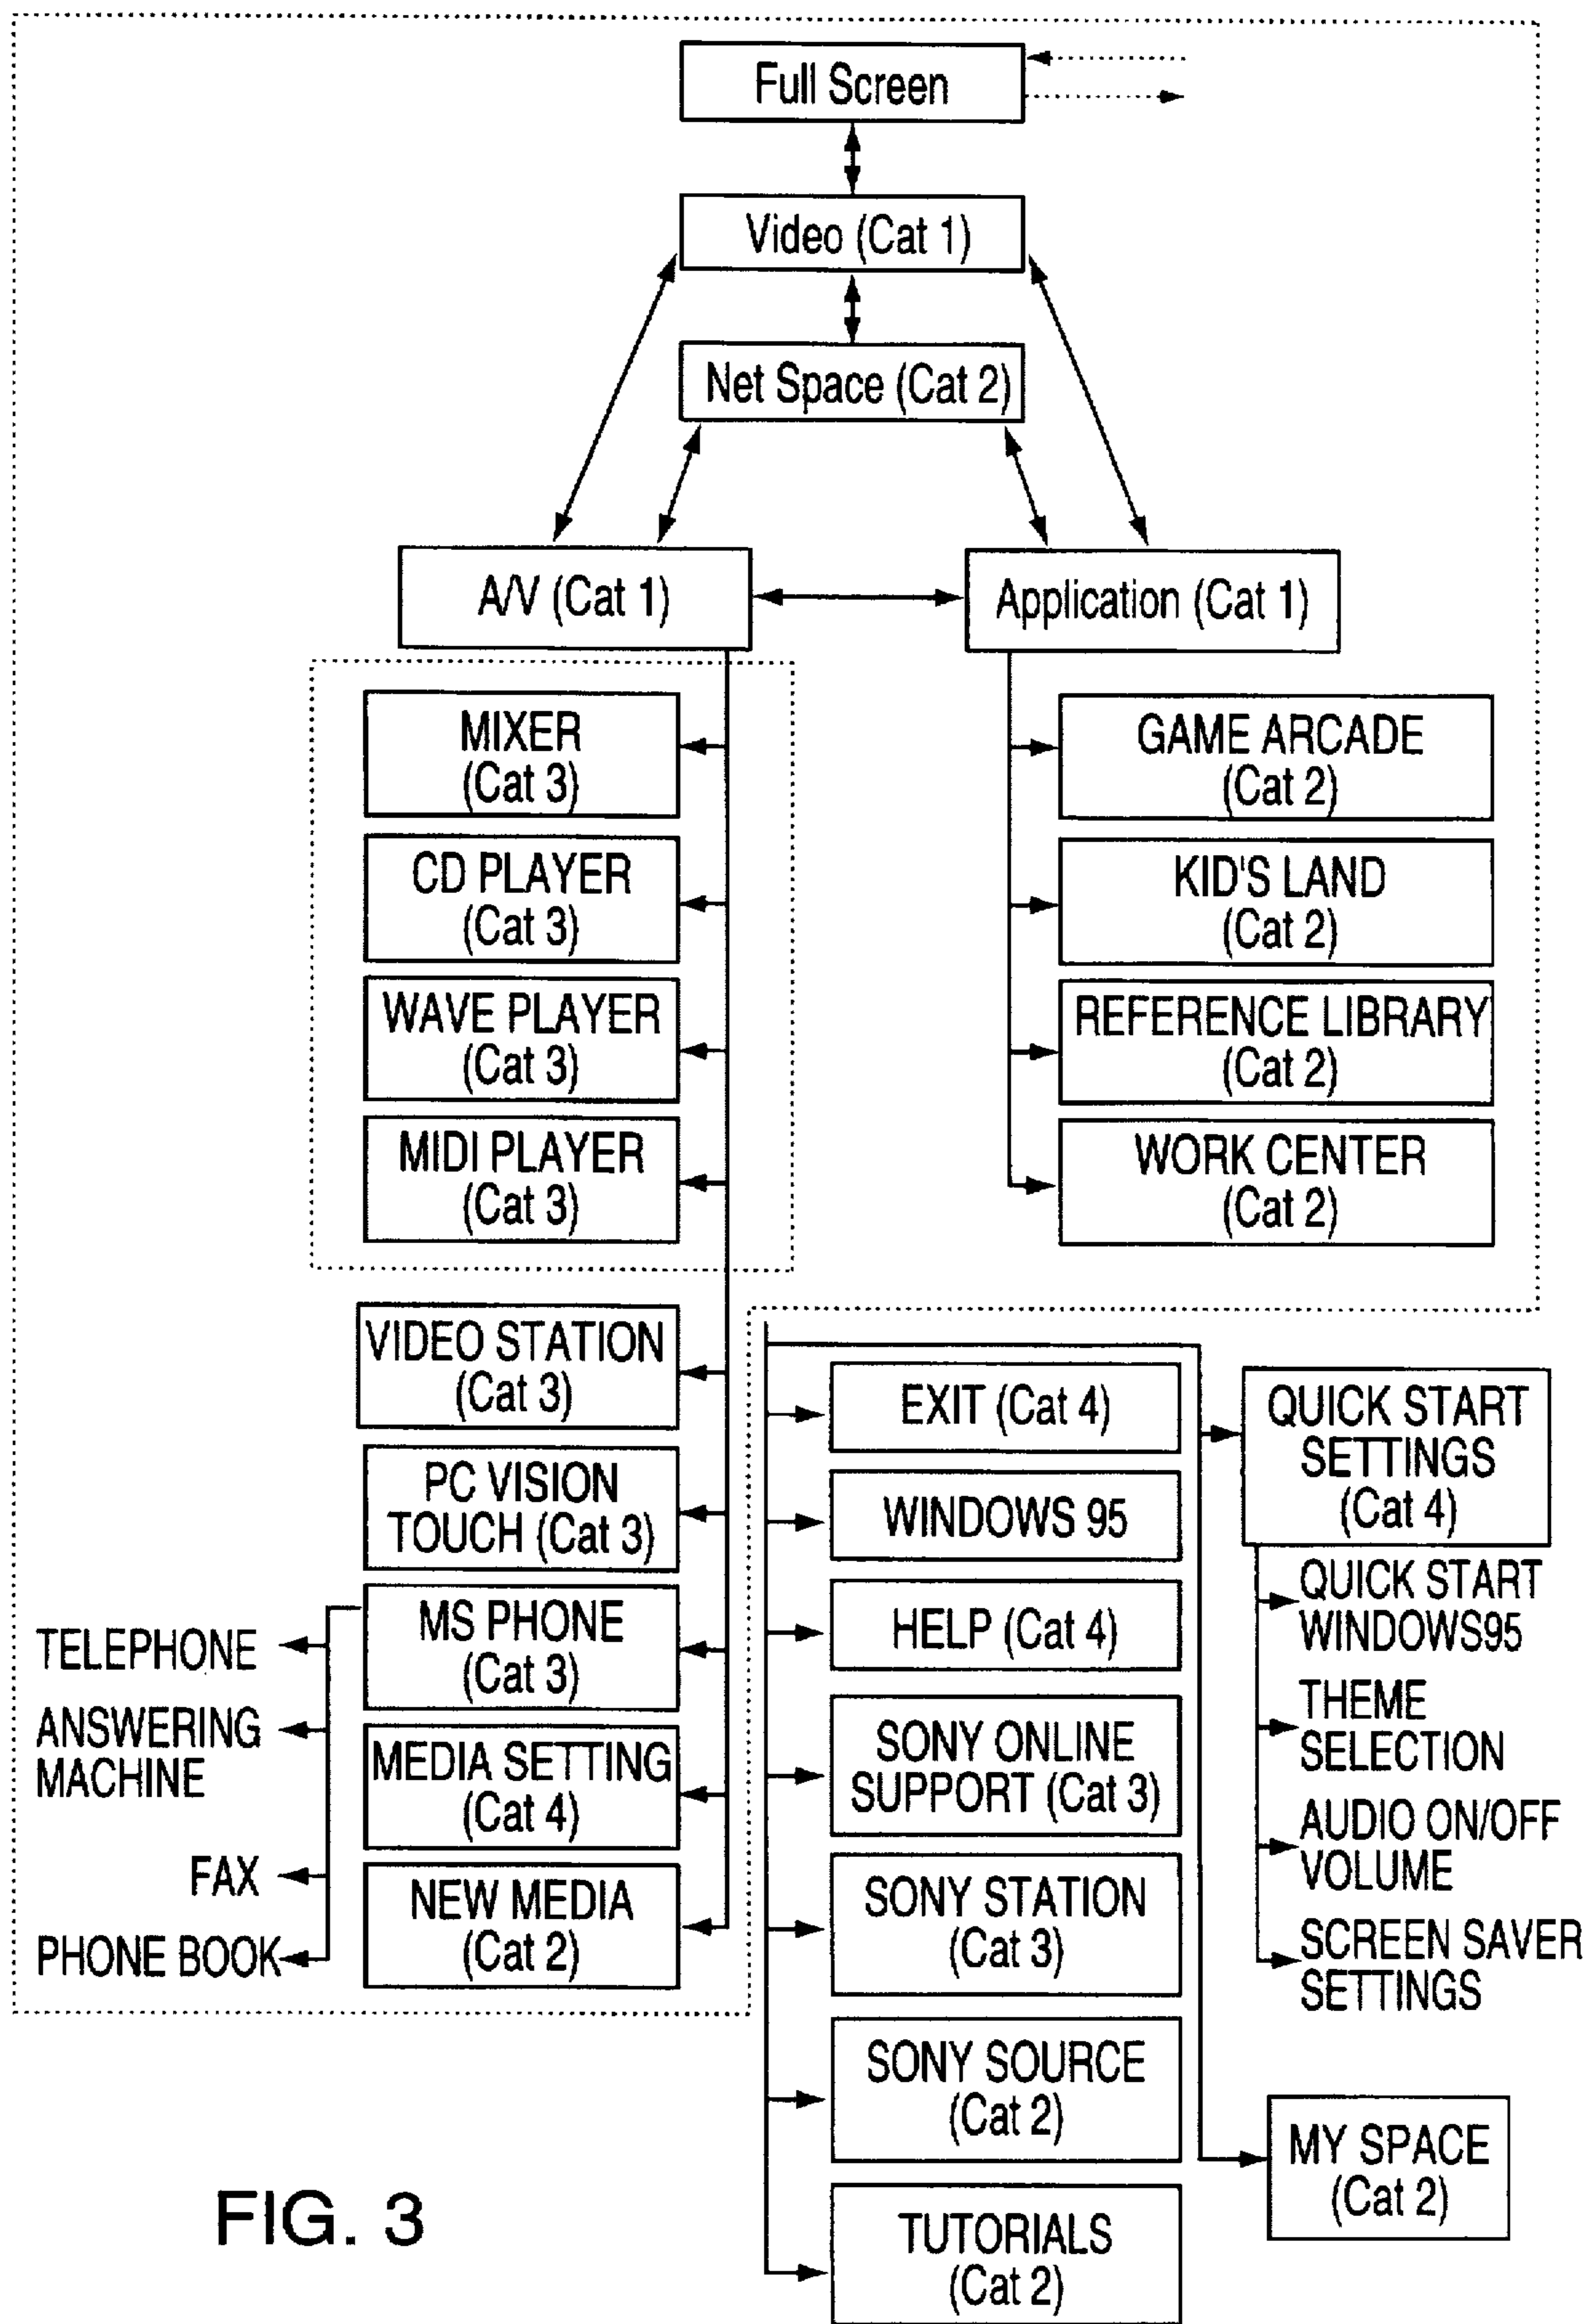 Full Screen
Video (Cat 1)
Net Space (Cat 2)
A/V (Cat 1)
Application (Cat 1)
MIXER
(Cat 3)
CD PLAYER
(Cat 3)
WAVE PLAYER
(Cat 3)
MIDI PLAYER
(Cat 3)
GAME ARCADE
(Cat 2)
KID'S LAND
(Cat 2)
REFERENCE LIBRARY
(Cat 2)
WORK CENTER
(Cat 2)
VIDEO STATION
(Cat 3)
PC VISION
TOUCH (Cat 3)
MS PHONE
(Cat 3)
MEDIA SETTING
(Cat 4)
NEW MEDIA
(Cat 2)
TELEPHONE
ANSWERING
MACHINE
FAX
PHONE BOOK
EXIT (Cat 4)
WINDOWS 95
HELP (Cat 4)
SONY ONLINE
SUPPORT (Cat 3)
SONY STATION
(Cat 3)
SONY SOURCE
(Cat 2)
TUTORIALS
(Cat 2)
QUICK START
SETTINGS
(Cat 4)
QUICK START
WINDOWS95
THEME
SELECTION
AUDIO ON/OFF
VOLUME
SCREEN SAVER
SETTINGS
MY SPACE
(Cat 2)
FIG. 3